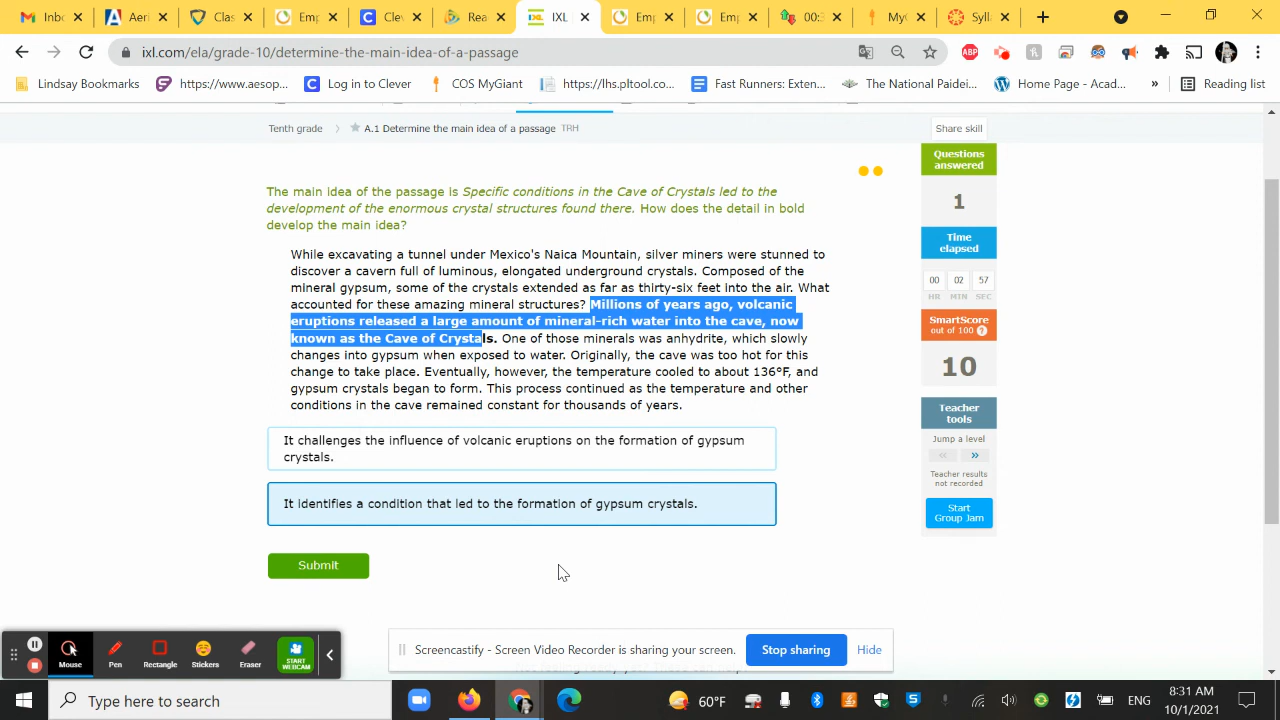 Inbo
Aeri
Clas
Emp
Clev
Rea
IXL
Emp
Emp
00:3
MyG
Sylla
ixl.com/ela/grade-10/determine-the-main-idea-of-a-passage
Lindsay Bookmarks
https://www.aesop...
Log in to Clever
COS MyGiant
https://lhs.pltool.co...
Fast Runners: Exten...
The National Paidei...
Home Page - Acad...
»
Reading list
Tenth grade
A.1 Determine the main idea of a passage TRH
Share skill
The main idea of the passage is Specific conditions in the Cave of Crystals led to the
development of the enormous crystal structures found there. How does the detail in bold
develop the main idea?
While excavating a tunnel under Mexico's Naica Mountain, silver miners were stunned to
discover a cavern full of luminous, elongated underground crystals. Composed of the
mineral gypsum, some of the crystals extended as far as thirty-six feet into the air. What
accounted for these amazing mineral structures? Millions of years ago, volcanic
eruptions released a large amount of mineral-rich water into the cave, now
known as the Cave of Crystals. One of those minerals was anhydrite, which slowly
changes into gypsum when exposed to water. Originally, the cave was too hot for this
change to take place. Eventually, however, the temperature cooled to about 136°F, and
gypsum crystals began to form. This process continued as the temperature and other
conditions in the cave remained constant for thousands of years.
It challenges the influence of volcanic eruptions on the formation of gypsum
crystals.
It identifies a condition that led to the formation of gypsum crystals.
Submit
Questions
answered
1
Time
elapsed
00 02 57
HR MIN SEC
SmartScore
out of 100 ?
10
Teacher
tools
Jump a level
« »
Teacher results
not recorded
Start
Group Jam
Mouse
Pen
Rectangle
Stickers
Eraser
START
WEBCAM
Screencastify - Screen Video Recorder is sharing your screen.
Stop sharing
Hide
Type here to search
60°F
ENG
8:31 AM
10/1/2021